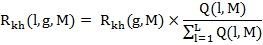 R_kh(l,g,M) = R_kh(g,M) × Q(l,M) / ∑_{l=1}^{L} Q(l,M)